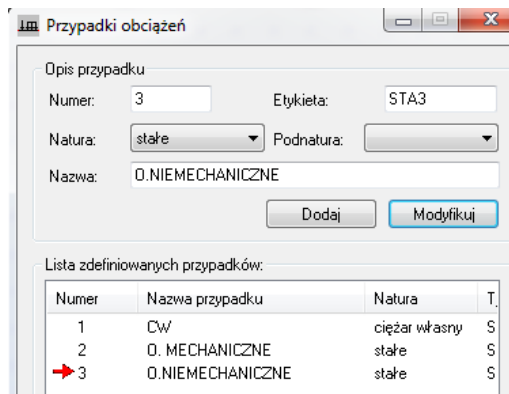 Przypadki obciążeń
Opis przypadku
Numer: 3 Etykieta: STA3
Natura: stałe Podnatura:
Nazwa: O.NIEMECHANICZNE
Dodaj Modyfikuj
Lista zdefiniowanych przypadków:
Numer Nazwa przypadku Natura T
1 CW ciężar własny S
2 O. MECHANICZNE stałe S
3 O.NIEMECHANICZNE stałe S